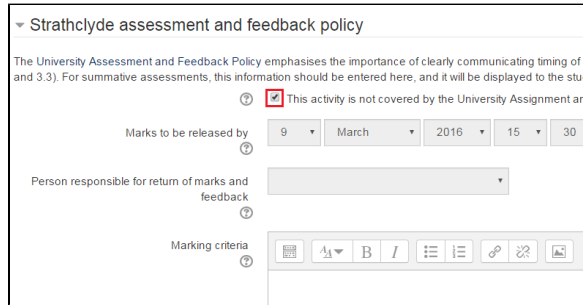 Strathclyde assessment and feedback policy
The University Assessment and Feedback Policy emphasises the importance of clearly communicating timing of
and 3.3). For summative assessments, this information should be entered here, and it will be displayed to the stu
This activity is not covered by the University Assignment ar
Marks to be released by 9 March 2016 15 30
Person responsible for return of marks and
feedback
Marking criteria
B I